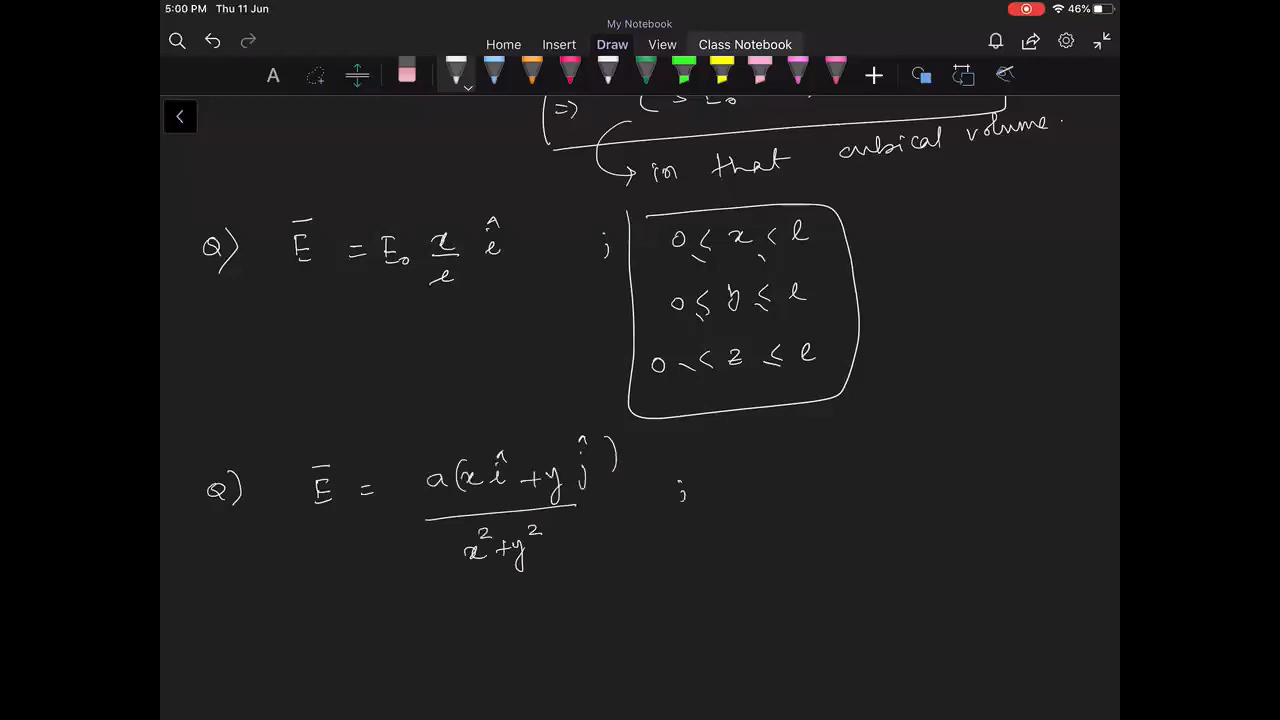 5:00 PM Thu 11 Jun
46%
My Notebook
Home Insert Draw View Class Notebook
A
=>
in that cubical volume.
Q) E̅ = E₀ x/l î ; 0 ≤ x ≤ l
0 ≤ y ≤ l
0 ≤ z ≤ l
Q) E̅ = a(x î + y ĵ) / x² + y² ;